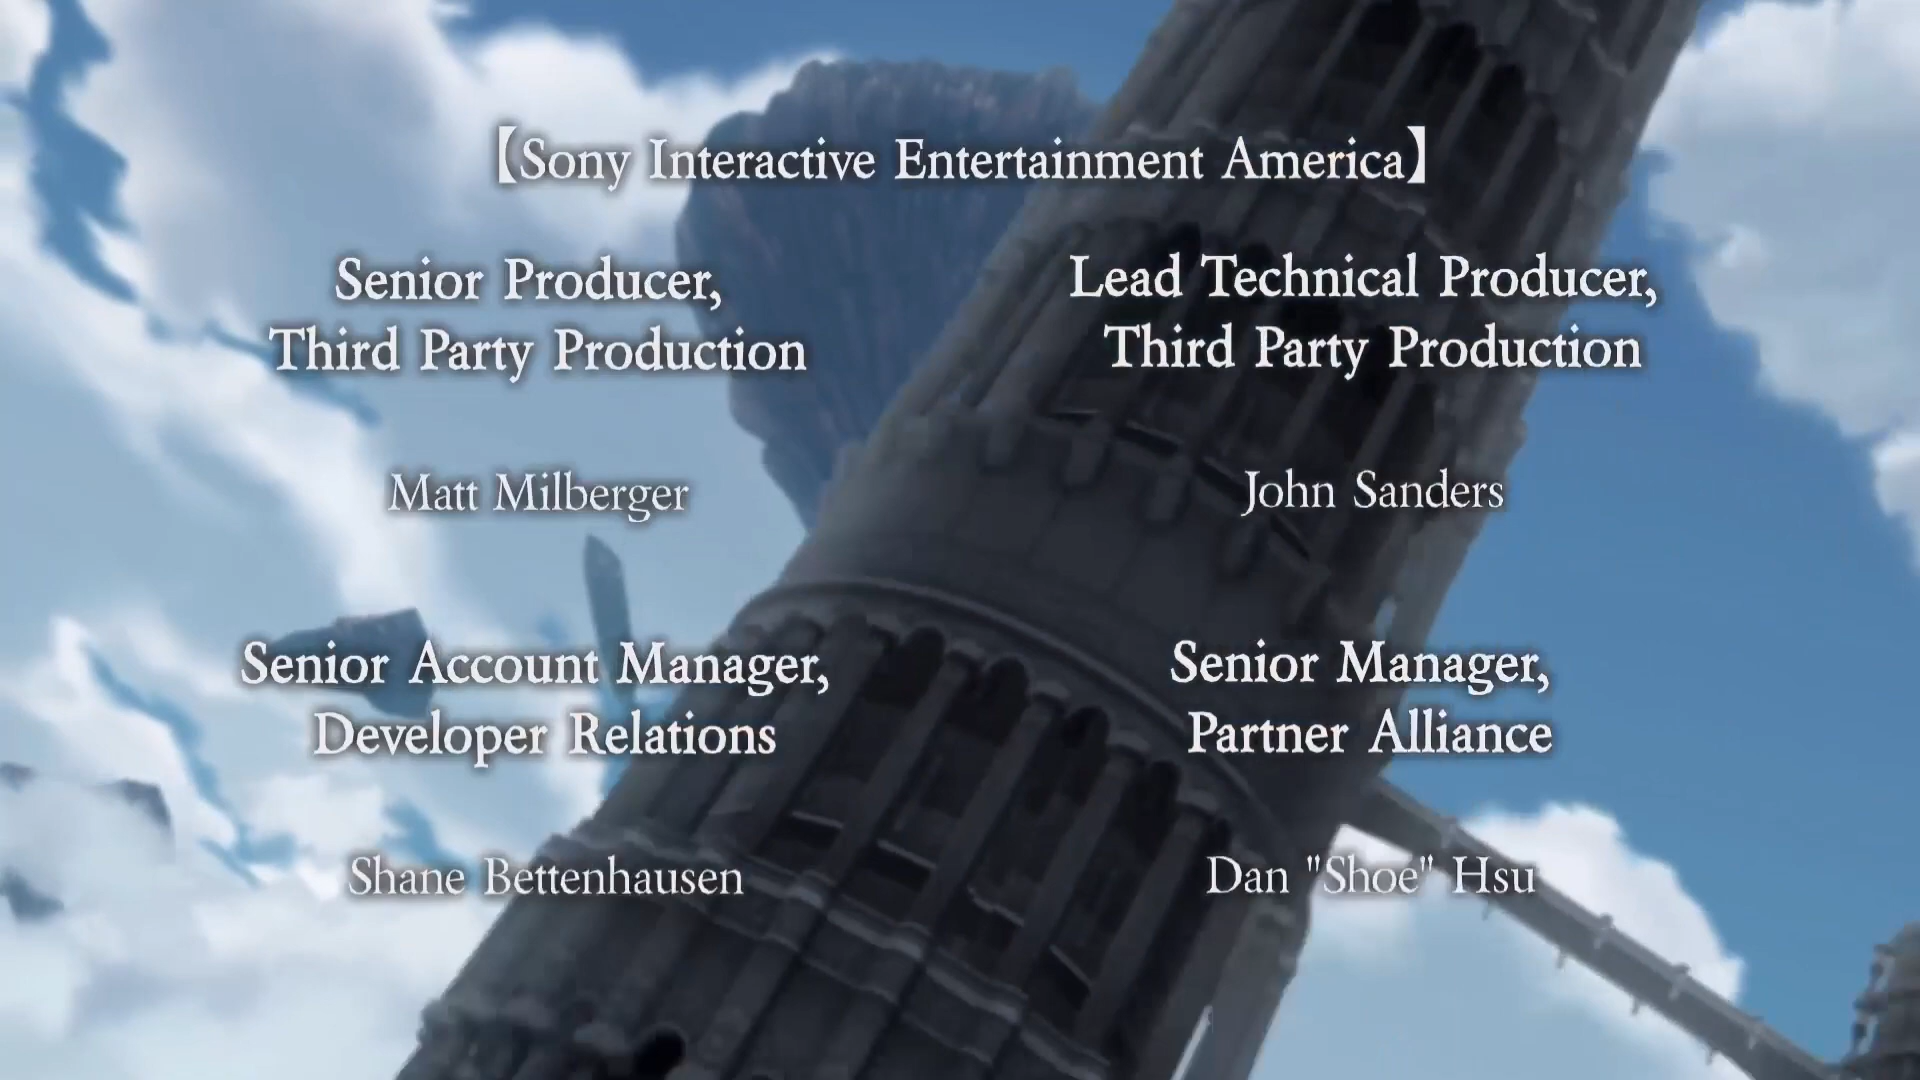 【Sony Interactive Entertainment America】
Senior Producer,
Third Party Production
Matt Milberger
Lead Technical Producer,
Third Party Production
John Sanders
Senior Account Manager,
Developer Relations
Shane Bettenhausen
Senior Manager,
Partner Alliance
Dan "Shoe" Hsu